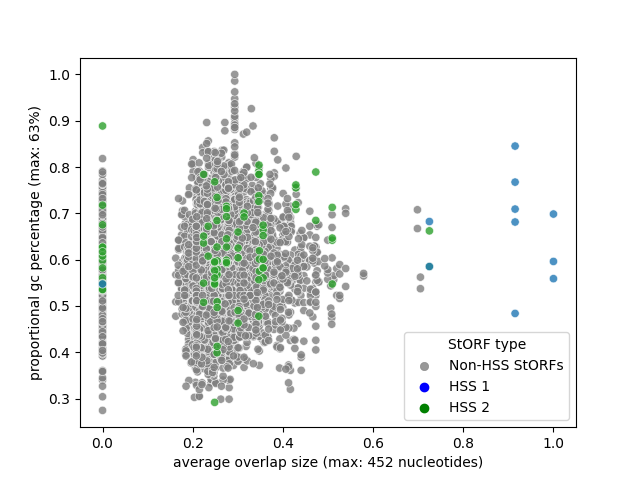 1.0
0.9
0.8
0.7
0.6
0.5
0.4
0.3
proportional gc percentage (max: 63%)
StORF type
Non-HSS StORFs
HSS 1
HSS 2
0.0 0.2 0.4 0.6 0.8 1.0
average overlap size (max: 452 nucleotides)